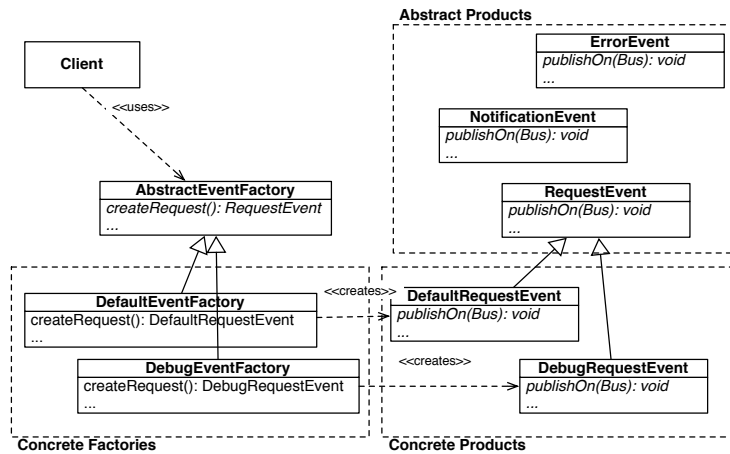 Abstract Products
ErrorEvent
publishOn(Bus): void
...
Client
<<uses>>
NotificationEvent
publishOn(Bus): void
...
AbstractEventFactory
createRequest(): RequestEvent
...
RequestEvent
publishOn(Bus): void
...
DefaultEventFactory
createRequest(): DefaultRequestEvent
...
<<creates>>
DefaultRequestEvent
publishOn(Bus): void
...
DebugEventFactory
createRequest(): DebugRequestEvent
...
<<creates>>
DebugRequestEvent
publishOn(Bus): void
...
Concrete Factories
Concrete Products